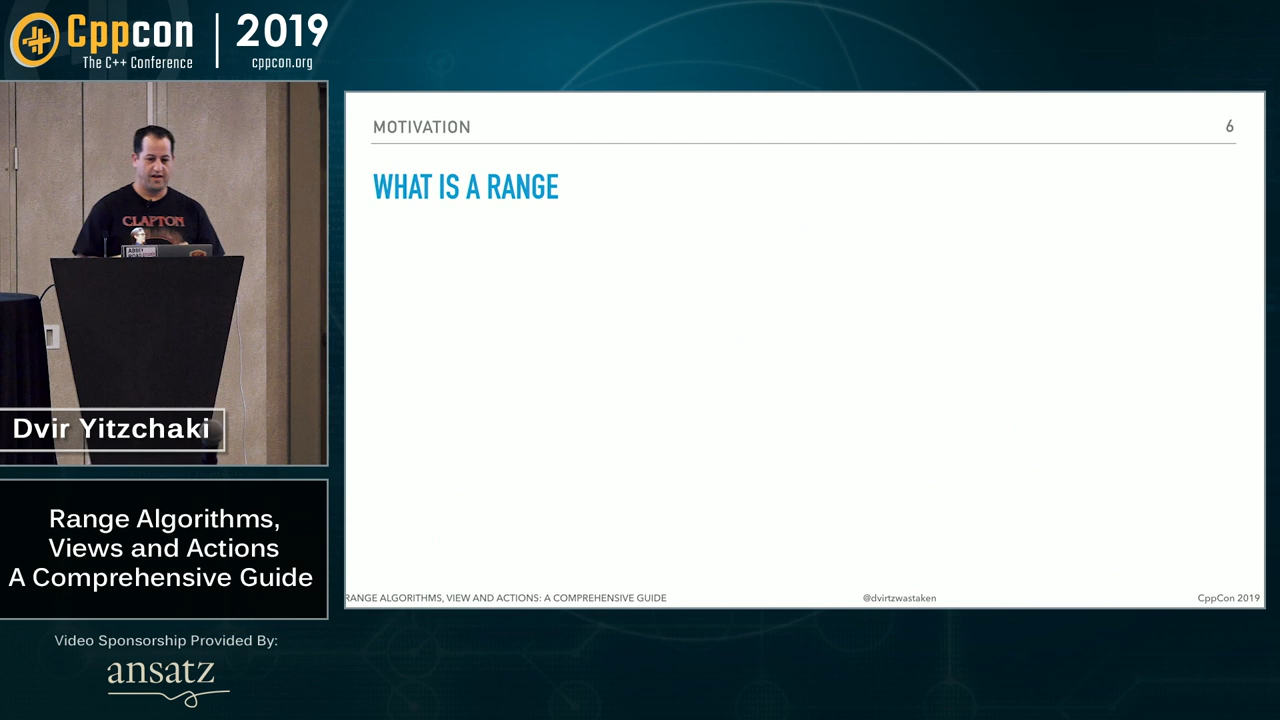 Cppcon
The C++ Conference
2019
cppcon.org
CLAPTON
Dvir Yitzchaki
Range Algorithms,
Views and Actions
A Comprehensive Guide
Video Sponsorship Provided By:
ansatz
MOTIVATION
6
WHAT IS A RANGE
RANGE ALGORITHMS, VIEW AND ACTIONS: A COMPREHENSIVE GUIDE
@dvirtzwastaken
CppCon 2019